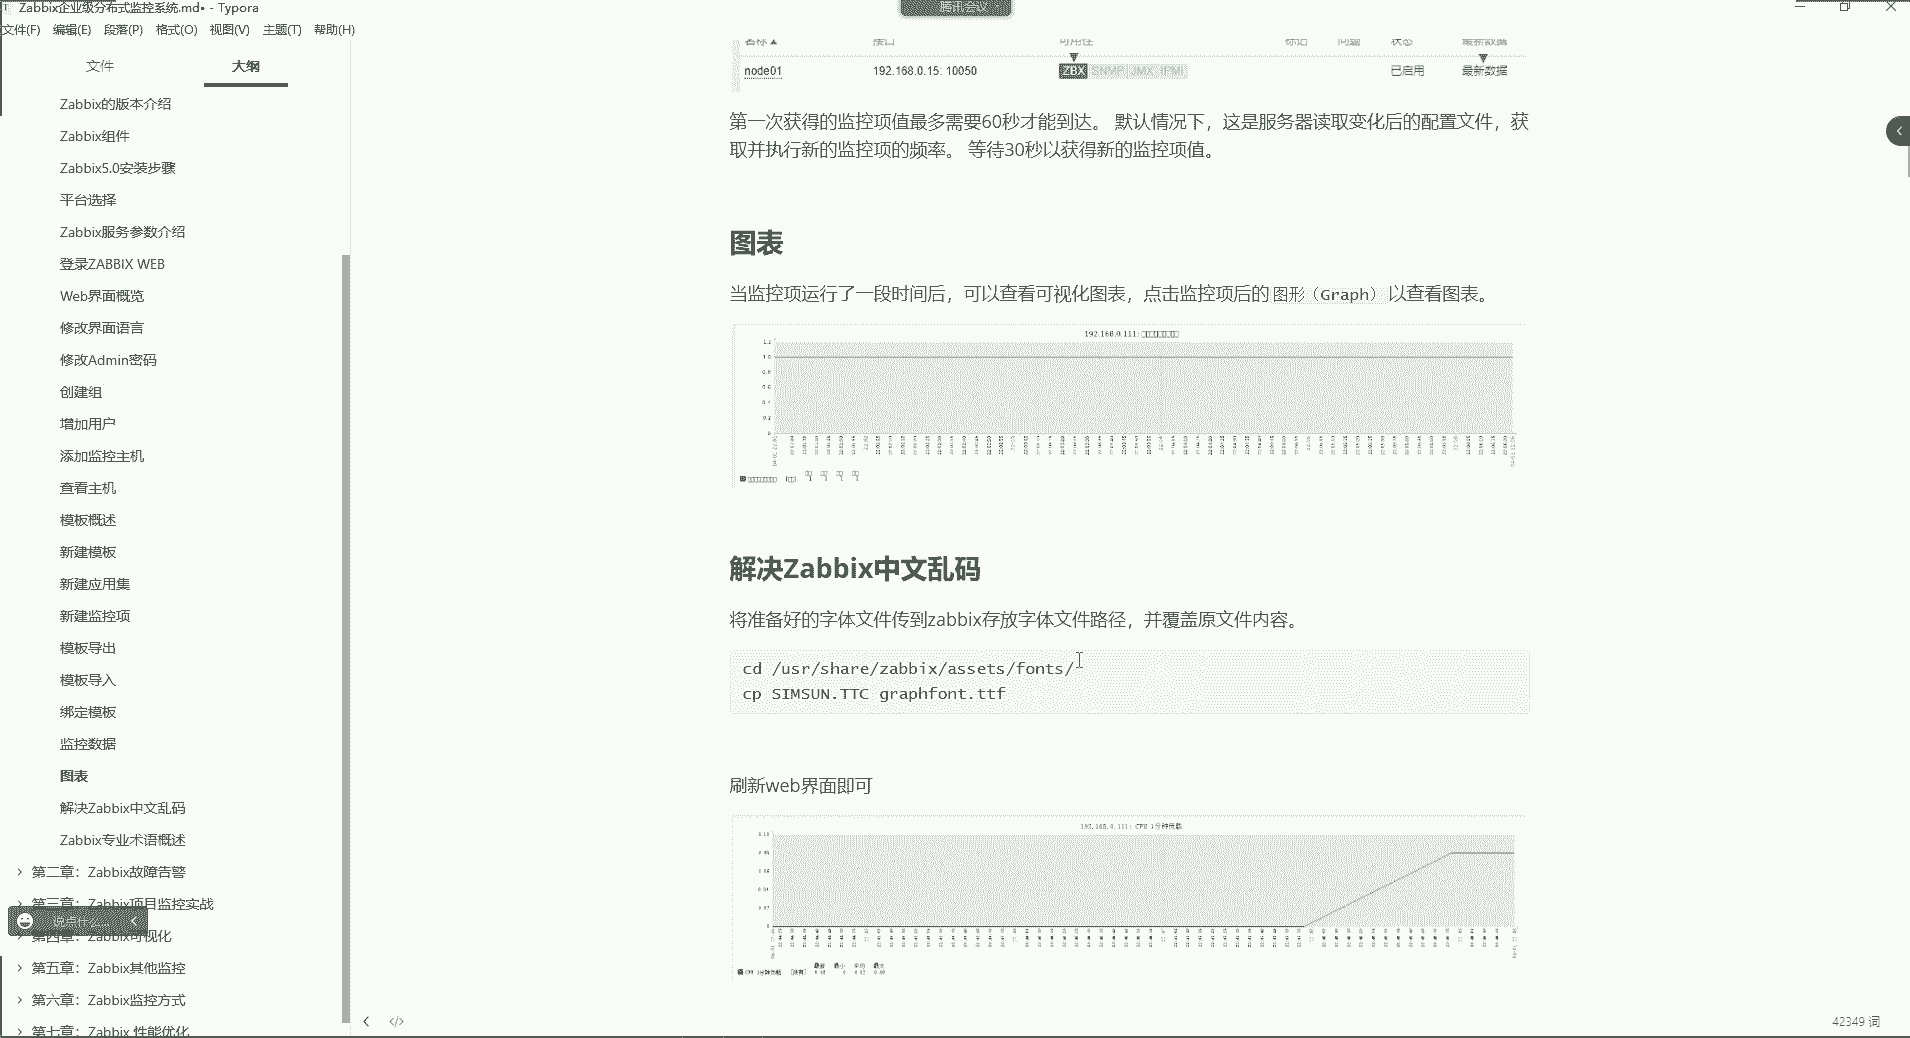 Zabbix企业级分布式监控系统.md• - Typora
腾讯会议
文件(F) 编辑(E) 段落(P) 格式(O) 视图(V) 主题(T) 帮助(H)
文件 大纲
Zabbix的版本介绍
Zabbix组件
Zabbix5.0安装步骤
平台选择
Zabbix服务参数介绍
登录ZABBIX WEB
Web界面概览
修改界面语言
修改Admin密码
创建组
增加用户
添加监控主机
查看主机
模板概述
新建模板
新建应用集
新建监控项
模板导出
模板导入
绑定模板
监控数据
图表
解决Zabbix中文乱码
Zabbix专业术语概述
第二章：Zabbix故障告警
第三章：Zabbix项目监控实战
说点什么...
第四章：Zabbix可视化
第五章：Zabbix其他监控
第六章：Zabbix监控方式
第七章：Zabbix 性能优化
名称 接口 可用性 标记 问题 状态 最新数据
node01 192.168.0.15: 10050 ZBX SNMP JMX IPMI 已启用 最新数据
第一次获得的监控项值最多需要60秒才能到达。 默认情况下，这是服务器读取变化后的配置文件，获
取并执行新的监控项的频率。 等待30秒以获得新的监控项值。
图表
当监控项运行了一段时间后，可以查看可视化图表，点击监控项后的 图形（Graph） 以查看图表。
192.168.0.111:
1.2
1.0
0.8
0.6
0.4
0.2
0
解决Zabbix中文乱码
将准备好的字体文件传到zabbix存放字体文件路径，并覆盖原文件内容。
cd /usr/share/zabbix/assets/fonts/
cp SIMSUN.TTC graphfont.ttf
刷新web界面即可
192.168.0.111: CPU 1分钟负载
42349 词